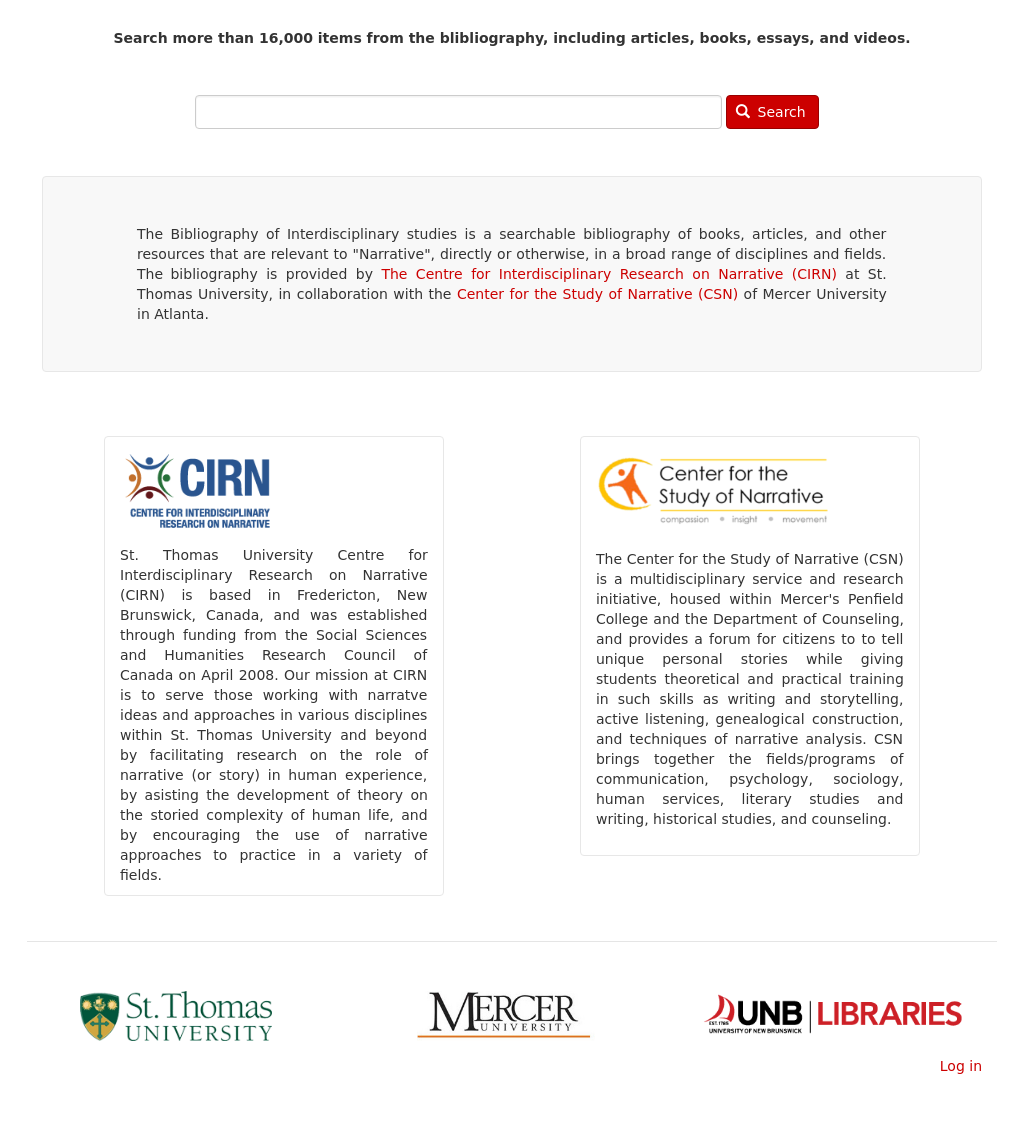 Search more than 16,000 items from the blibliography, including articles, books, essays, and videos.
Search
The Bibliography of Interdisciplinary studies is a searchable bibliography of books, articles, and other
resources that are relevant to "Narrative", directly or otherwise, in a broad range of disciplines and fields.
The bibliography is provided by The Centre for Interdisciplinary Research on Narrative (CIRN) at St.
Thomas University, in collaboration with the Center for the Study of Narrative (CSN) of Mercer University
in Atlanta.
CIRN
CENTRE FOR INTERDISCIPLINARY
RESEARCH ON NARRATIVE
St. Thomas University Centre for
Interdisciplinary Research on Narrative
(CIRN) is based in Fredericton, New
Brunswick, Canada, and was established
through funding from the Social Sciences
and Humanities Research Council of
Canada on April 2008. Our mission at CIRN
is to serve those working with narratve
ideas and approaches in various disciplines
within St. Thomas University and beyond
by facilitating research on the role of
narrative (or story) in human experience,
by asisting the development of theory on
the storied complexity of human life, and
by encouraging the use of narrative
approaches to practice in a variety of
fields.
Center for the
Study of Narrative
compassion • insight • movement
The Center for the Study of Narrative (CSN)
is a multidisciplinary service and research
initiative, housed within Mercer's Penfield
College and the Department of Counseling,
and provides a forum for citizens to to tell
unique personal stories while giving
students theoretical and practical training
in such skills as writing and storytelling,
active listening, genealogical construction,
and techniques of narrative analysis. CSN
brings together the fields/programs of
communication, psychology, sociology,
human services, literary studies and
writing, historical studies, and counseling.
St. Thomas
UNIVERSITY
MERCER
UNIVERSITY
EST. 1785
UNB
UNIVERSITY OF NEW BRUNSWICK
LIBRARIES
Log in